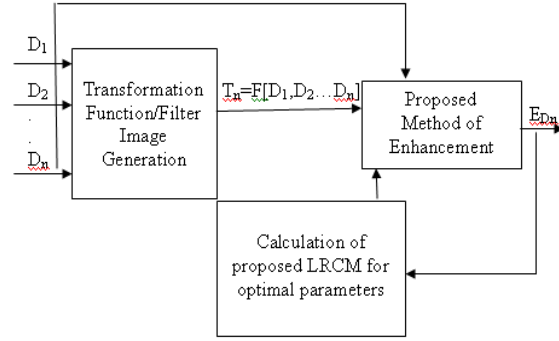 D1
D2
.
.
Dn
Transformation
Function/Filter
Image
Generation
Tn=F[D1,D2…Dn]
Proposed
Method of
Enhancement
EDn
Calculation of
proposed LRCM for
optimal parameters